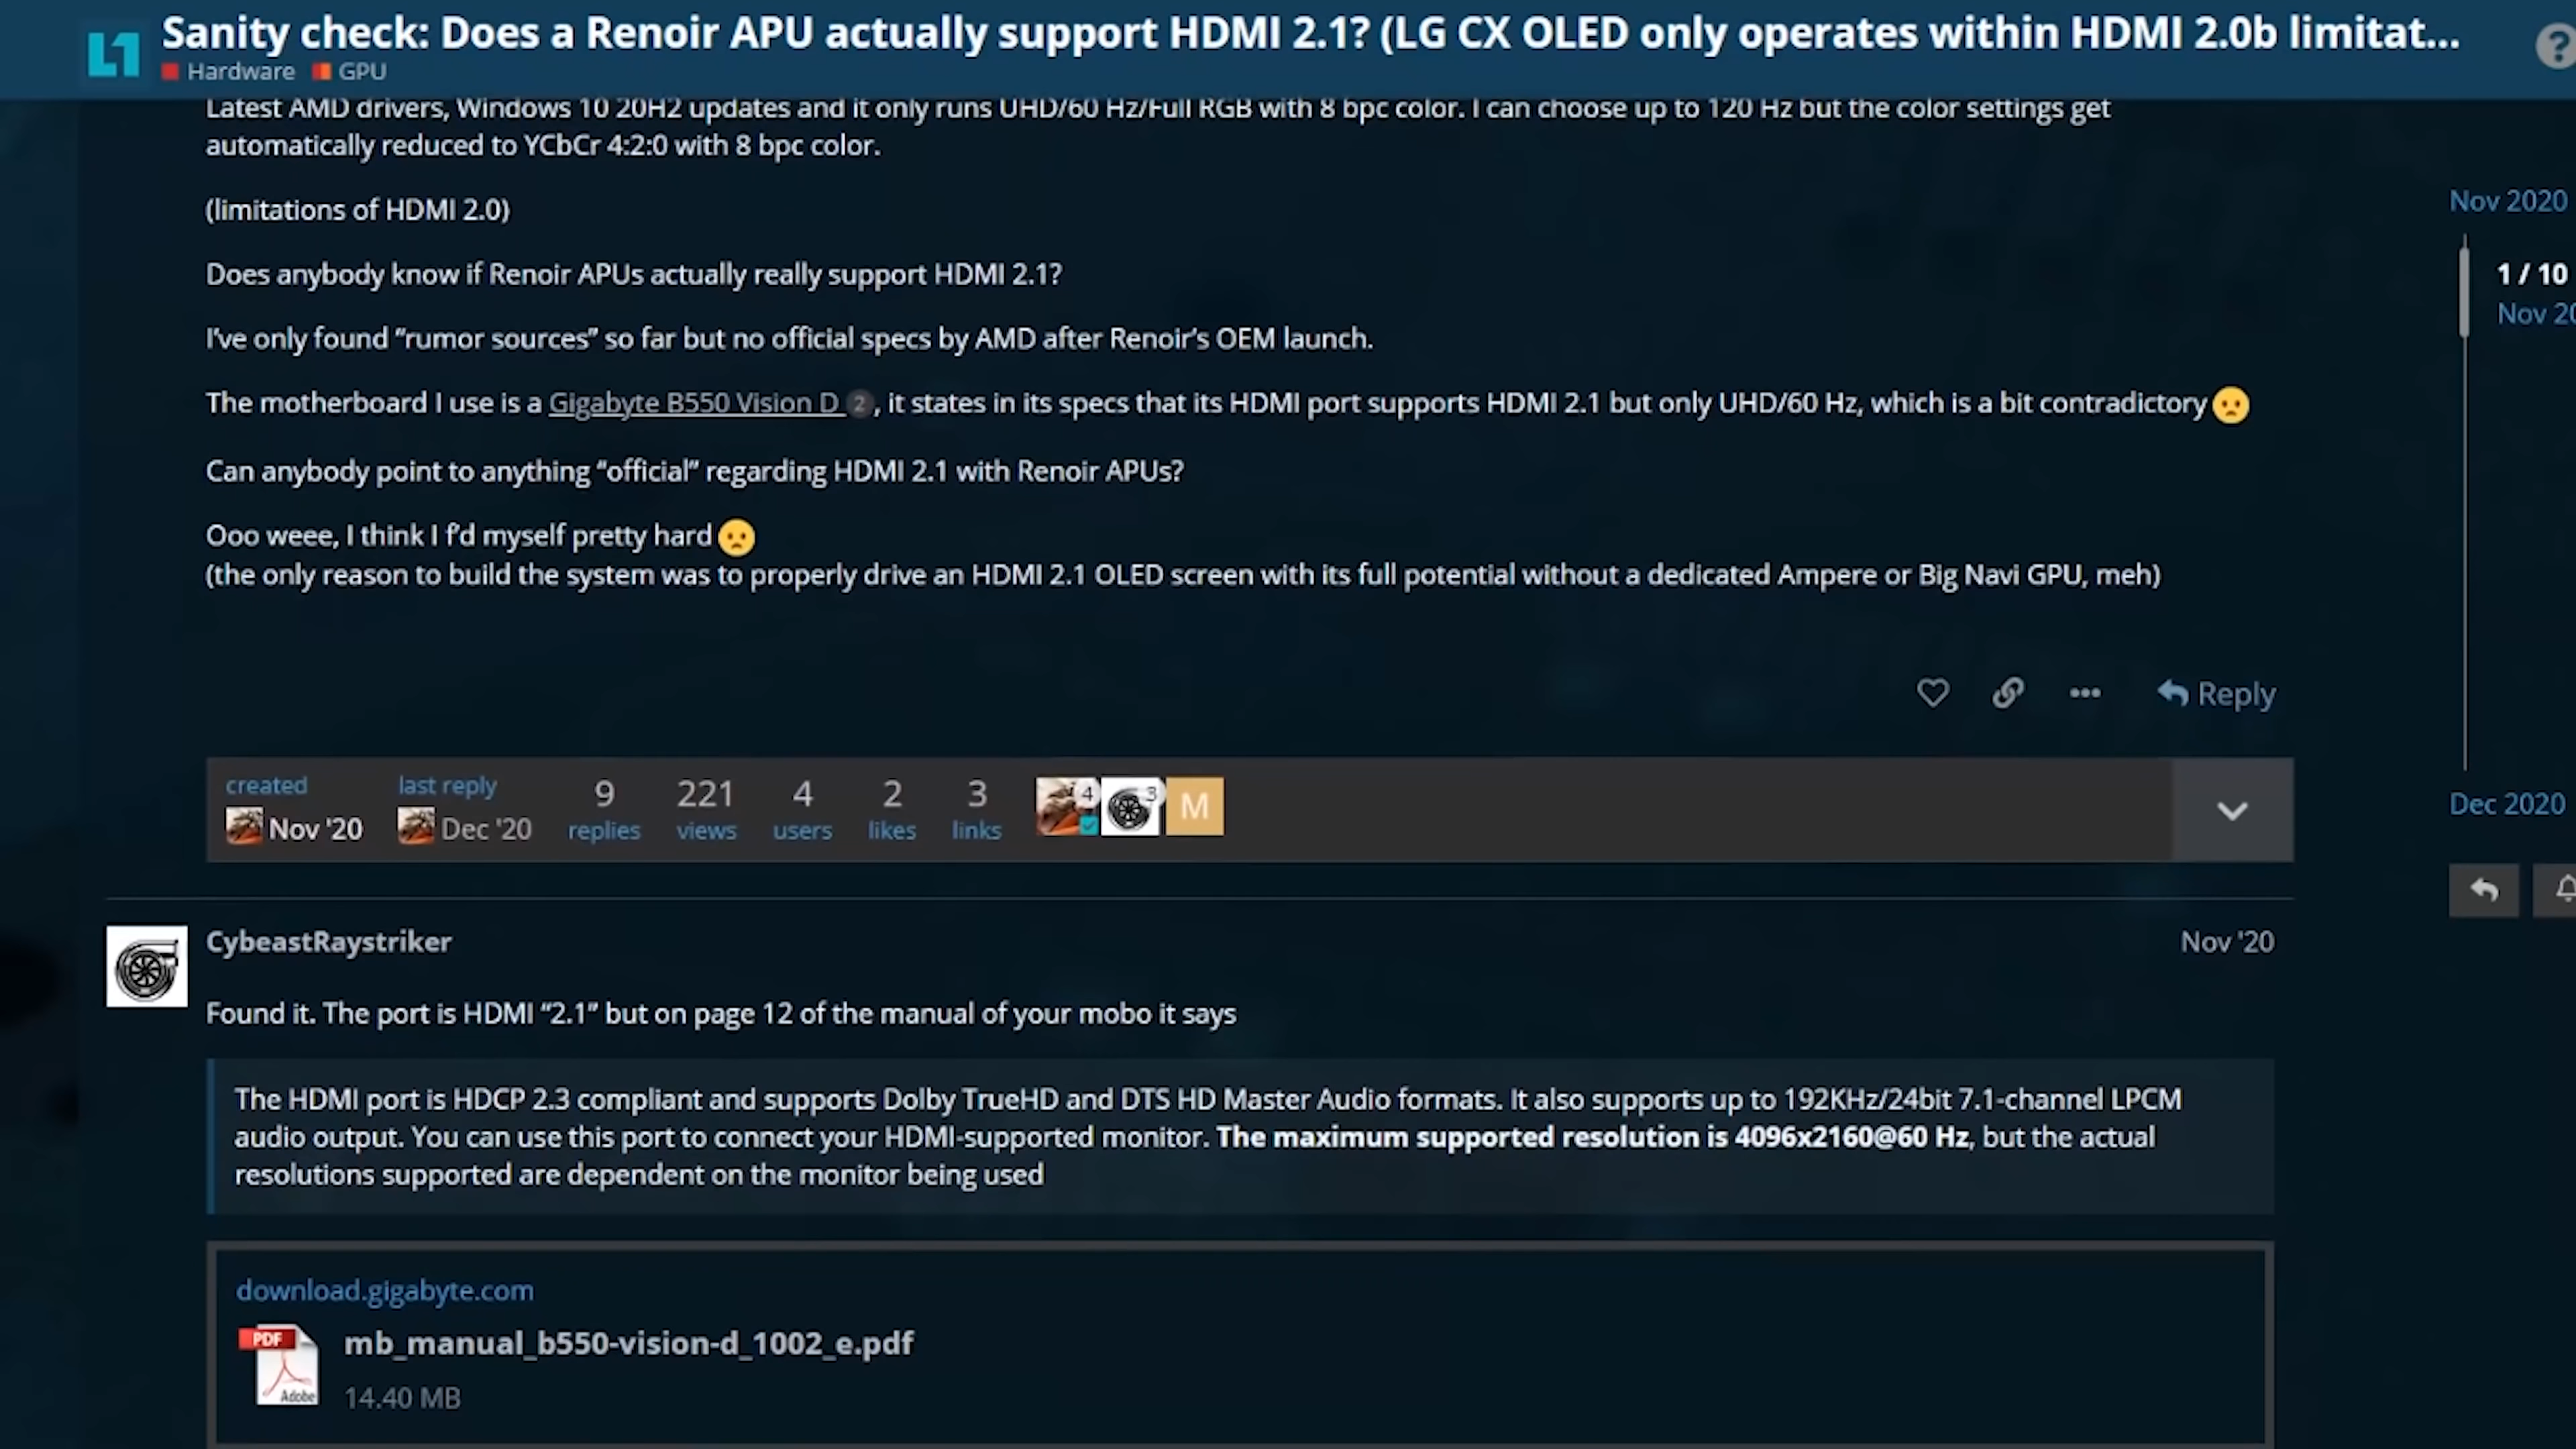 L1
Sanity check: Does a Renoir APU actually support HDMI 2.1? (LG CX OLED only operates within HDMI 2.0b limitat...
Hardware GPU
Latest AMD drivers, Windows 10 20H2 updates and it only runs UHD/60 Hz/Full RGB with 8 bpc color. I can choose up to 120 Hz but the color settings get
automatically reduced to YCbCr 4:2:0 with 8 bpc color.
(limitations of HDMI 2.0)
Does anybody know if Renoir APUs actually really support HDMI 2.1?
I've only found “rumor sources” so far but no official specs by AMD after Renoir's OEM launch.
The motherboard I use is a Gigabyte B550 Vision D 2, it states in its specs that its HDMI port supports HDMI 2.1 but only UHD/60 Hz, which is a bit contradictory
Can anybody point to anything “official” regarding HDMI 2.1 with Renoir APUs?
Ooo weee, I think I f'd myself pretty hard
(the only reason to build the system was to properly drive an HDMI 2.1 OLED screen with its full potential without a dedicated Ampere or Big Navi GPU, meh)
Reply
Nov 2020
1 / 10
Nov 20
Dec 2020
created last reply 9 221 4 2 3 4 3 M
Nov '20 Dec '20 replies views users likes links
CybeastRaystriker Nov '20
Found it. The port is HDMI “2.1” but on page 12 of the manual of your mobo it says
The HDMI port is HDCP 2.3 compliant and supports Dolby TrueHD and DTS HD Master Audio formats. It also supports up to 192KHz/24bit 7.1-channel LPCM
audio output. You can use this port to connect your HDMI-supported monitor. The maximum supported resolution is 4096x2160@60 Hz, but the actual
resolutions supported are dependent on the monitor being used
download.gigabyte.com
PDF
Adobe
mb_manual_b550-vision-d_1002_e.pdf
14.40 MB